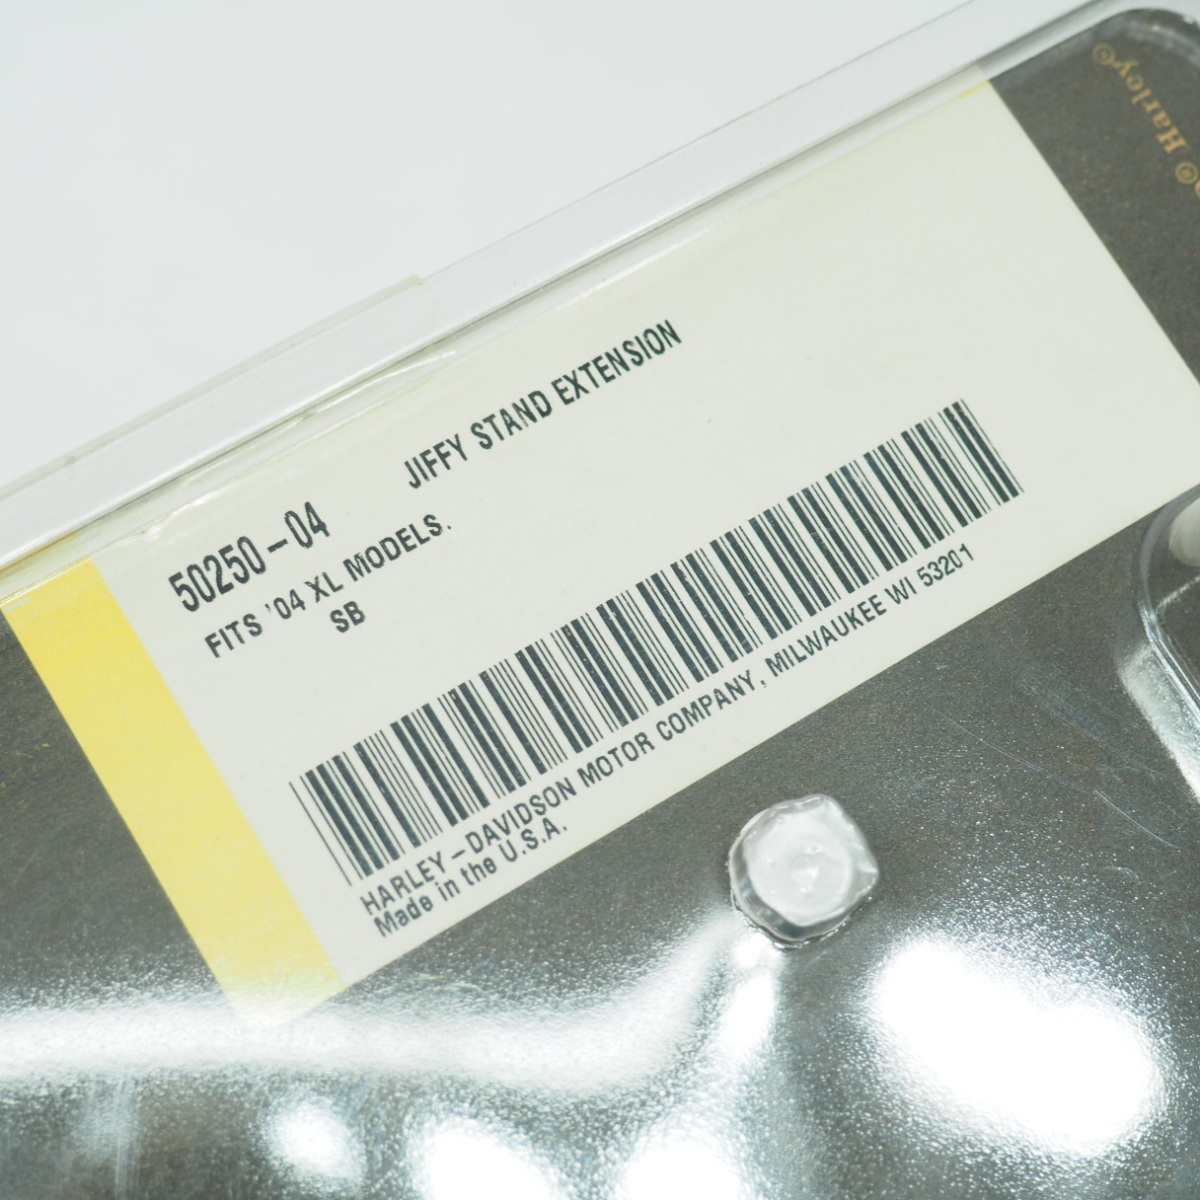 Harley©
50250-04 JIFFY STAND EXTENSION
FITS '04 XL MODELS.
SB
HARLEY-DAVIDSON MOTOR COMPANY, MILWAUKEE WI 53201
Made in the U.S.A.